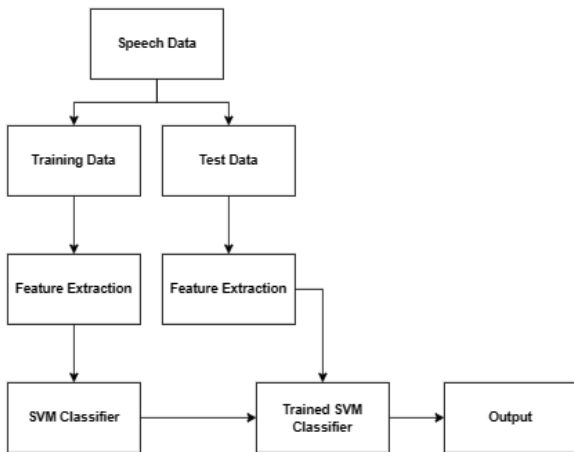 Speech Data
Training Data
Test Data
Feature Extraction
Feature Extraction
SVM Classifier
Trained SVM
Classifier
Output